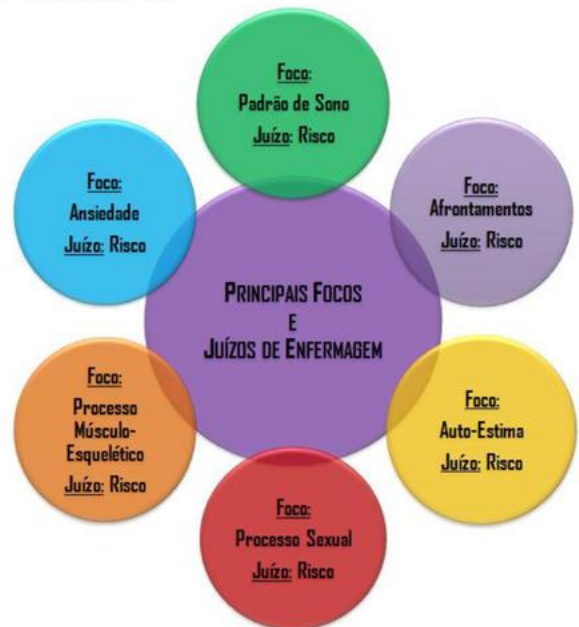 Foco:
Padrão de Sono
Juízo: Risco
Foco:
Ansiedade
Juízo: Risco
Foco:
Afrontamentos
Juízo: Risco
PRINCIPAIS FOCOS
E
JUÍZOS DE ENFERMAGEM
Foco:
Processo
Músculo-
Esquelético
Juízo: Risco
Foco:
Auto-Estima
Juízo: Risco
Foco:
Processo Sexual
Juízo: Risco